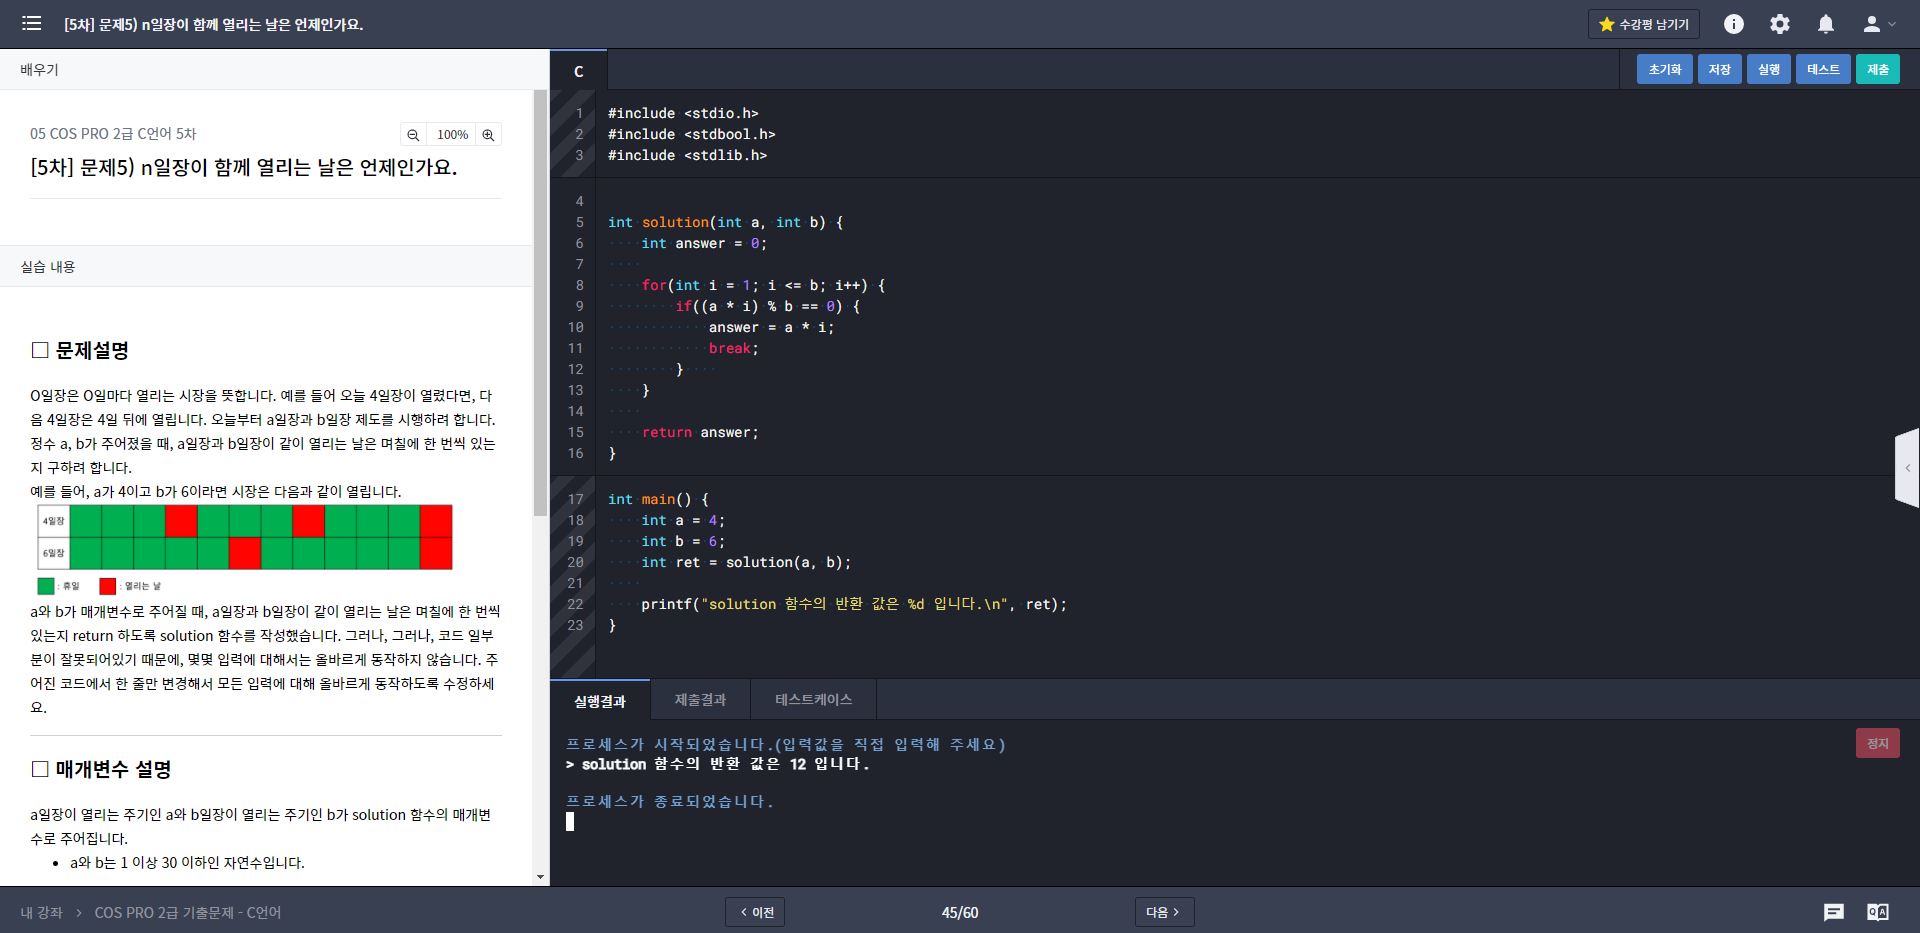 [5차] 문제5) n일장이 함께 열리는 날은 언제인가요.
수강평 남기기
배우기
05 COS PRO 2급 C언어 5차
100%
[5차] 문제5) n일장이 함께 열리는 날은 언제인가요.
실습 내용
문제설명
O일장은 O일마다 열리는 시장을 뜻합니다. 예를 들어 오늘 4일장이 열렸다면, 다
음 4일장은 4일 뒤에 열립니다. 오늘부터 a일장과 b일장 제도를 시행하려 합니다.
정수 a, b가 주어졌을 때, a일장과 b일장이 같이 열리는 날은 며칠에 한 번씩 있는
지 구하려 합니다.
예를 들어, a가 4이고 b가 6이라면 시장은 다음과 같이 열립니다.
4일장
6일장
: 휴일 : 열리는 날
a와 b가 매개변수로 주어질 때, a일장과 b일장이 같이 열리는 날은 며칠에 한 번씩
있는지 return 하도록 solution 함수를 작성했습니다. 그러나, 그러나, 코드 일부
분이 잘못되어있기 때문에, 몇몇 입력에 대해서는 올바르게 동작하지 않습니다. 주
어진 코드에서 한 줄만 변경해서 모든 입력에 대해 올바르게 동작하도록 수정하세
요.
매개변수 설명
a일장이 열리는 주기인 a와 b일장이 열리는 주기인 b가 solution 함수의 매개변
수로 주어집니다.
• a와 b는 1 이상 30 이하인 자연수입니다.
C
초기화 저장 실행 테스트 제출
1 #include <stdio.h>
2 #include <stdbool.h>
3 #include <stdlib.h>
4
5 int solution(int a, int b) {
6 int answer = 0;
7
8 for(int i = 1; i <= b; i++) {
9 if((a * i) % b == 0) {
10 answer = a * i;
11 break;
12 }
13 }
14
15 return answer;
16 }
17 int main() {
18 int a = 4;
19 int b = 6;
20 int ret = solution(a, b);
21
22 printf("solution 함수의 반환 값은 %d 입니다.\n", ret);
23 }
실행결과 제출결과 테스트케이스
프로세스가 시작되었습니다.(입력값을 직접 입력해 주세요)
> solution 함수의 반환 값은 12 입니다.
프로세스가 종료되었습니다.
정지
내 강좌 > COS PRO 2급 기출문제 - C언어
< 이전
45/60
다음 >